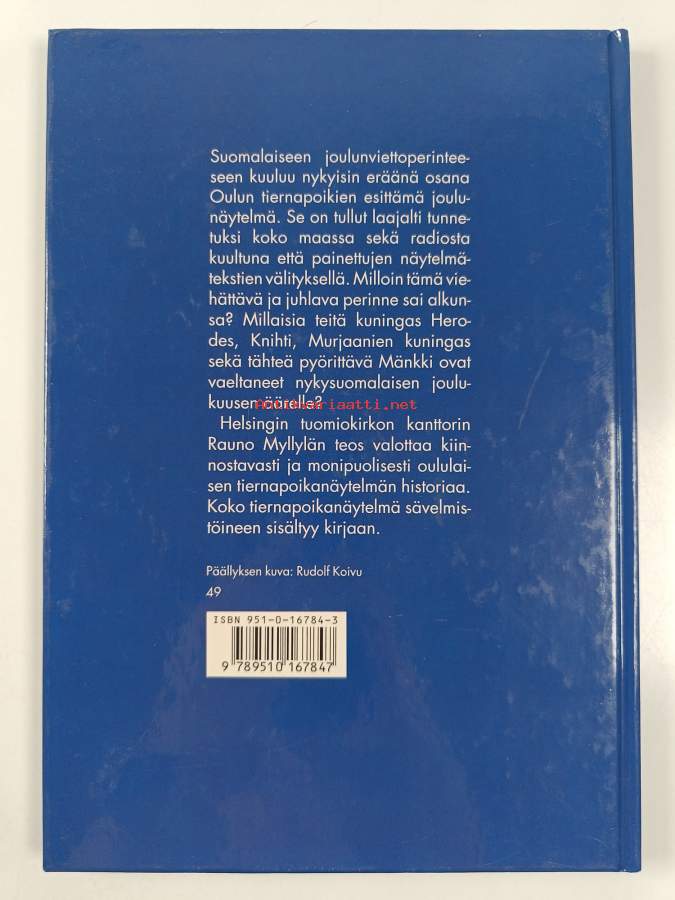 Suomalaiseen joulunviettoperintee-
seen kuuluu nykyisin eräänä osana
Oulun tiernapoikien esittämä joulu-
näytelmä. Se on tullut laajalti tunne-
tuksi koko maassa sekä radiosta
kuultuna että painettujen näytelmä-
tekstien välityksellä. Milloin tämä vie-
hättävä ja juhlava perinne sai alkun-
sa? Millaisia teitä kuningas Hero-
des, Knihti, Murjaanien kuningas
sekä tähteä pyörittävä Mänkki ovat
vaeltaneet nykysuomalaisen joulu-
kuusen äärelle?
Antikvariaatti.net
Helsingin tuomiokirkon kanttorin
Rauno Myllylän teos valottaa kiin-
nostavasti ja monipuolisesti oululai-
sen tiernapoikanäytelmän historiaa.
Koko tiernapoikanäytelmä sävelmis-
töineen sisältyy kirjaan.
Päällyksen kuva: Rudolf Koivu
49
ISBN 951-0-16784-3
9 789510 167847